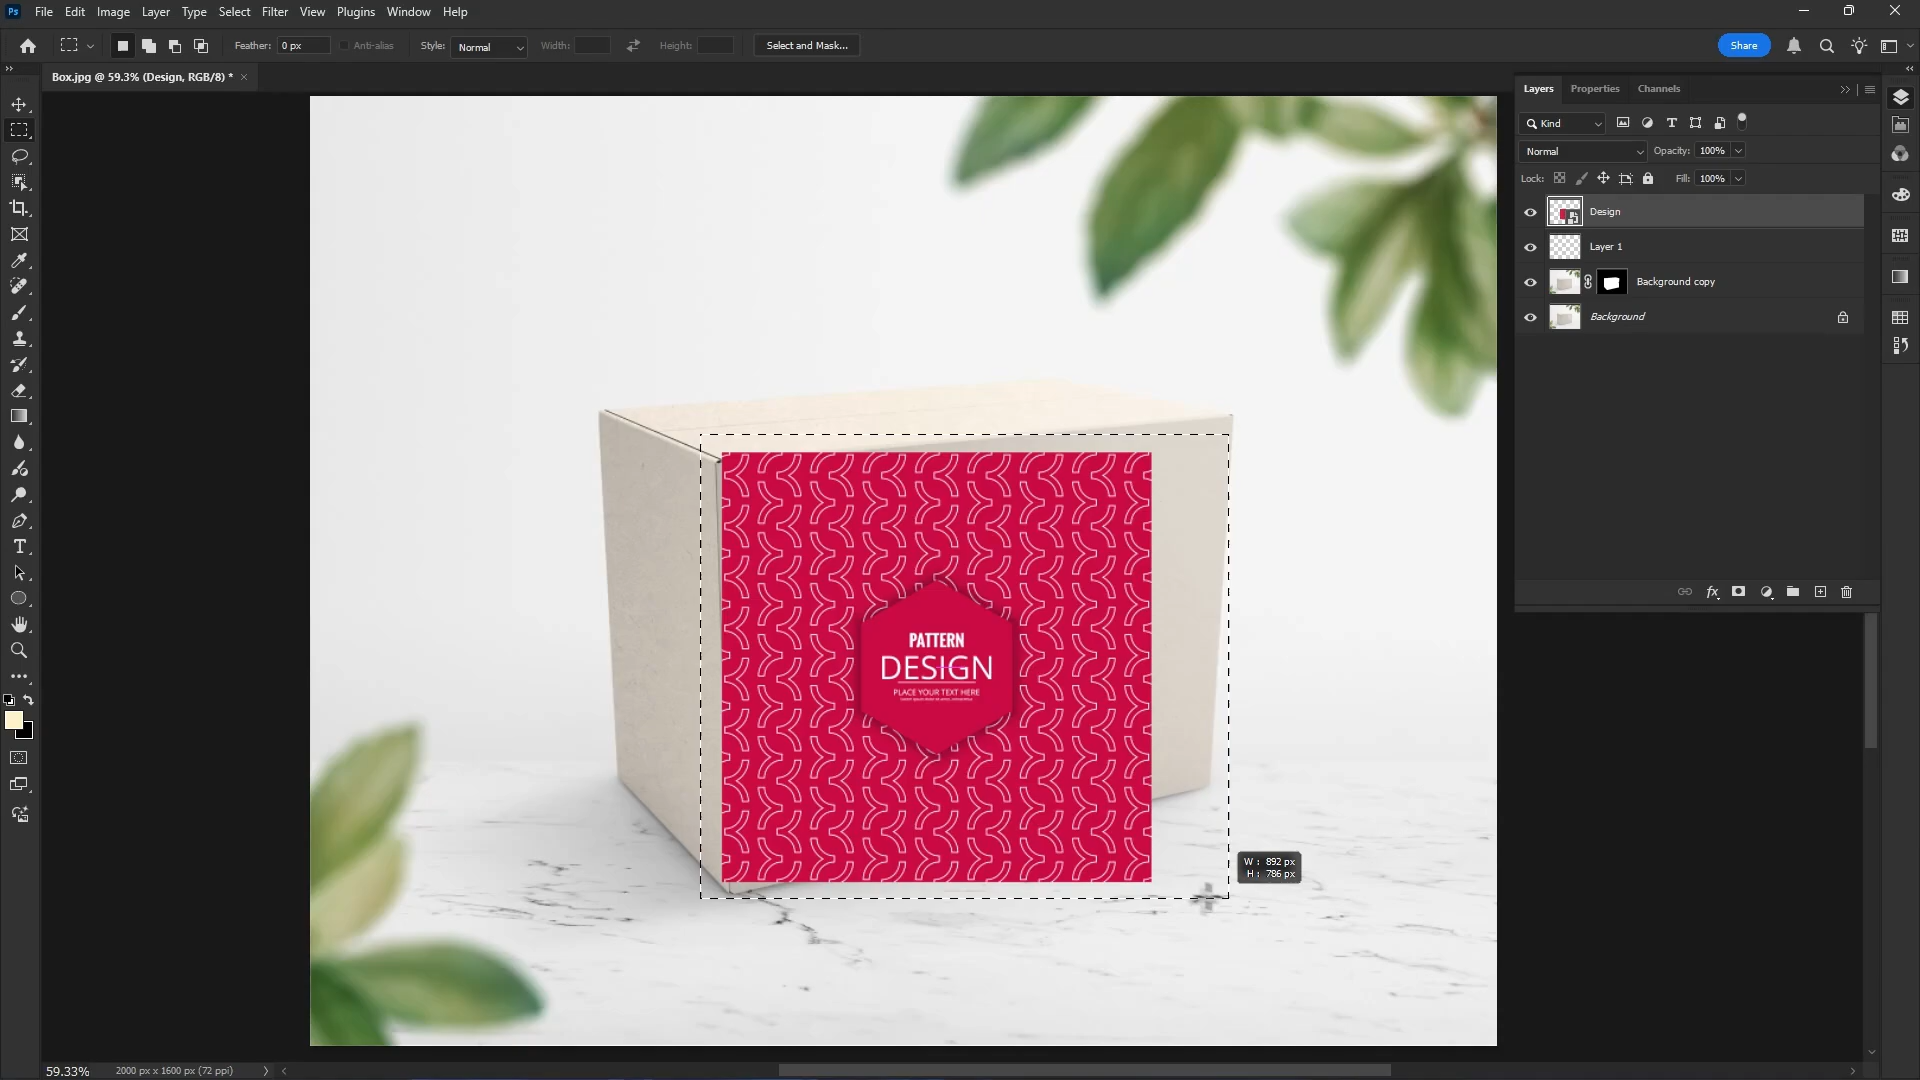 Ps File Edit Image Layer Type Select Filter View Plugins Window Help
Feather: 0 px Anti-alias Style: Normal Width: Height: Select and Mask... Share
Box.jpg @ 59.3% (Design, RGB/8) * ×
Layers Properties Channels
Kind
Normal Opacity: 100%
Lock: Fill: 100%
Design
Layer 1
Background copy
Background
fx
PATTERN
DESIGN
PLACE YOUR TEXT HERE
W : 892 px
H : 786 px
59.33% 2000 px x 1600 px (72 ppi)